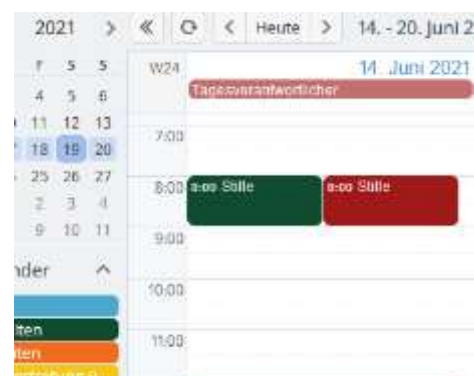 2021 > « < Heute > 14. - 20. Juni 2
F S S
W24
14. Juni 2021
4 5 6
Tagesverantwortlicher
11 12 13
7:00
18 19 20
25 26 27
8:00 8:00 Stille 8:00 Stille
2 3 4
9 10 11
9:00
nder
10:00
lten
11:00
iten